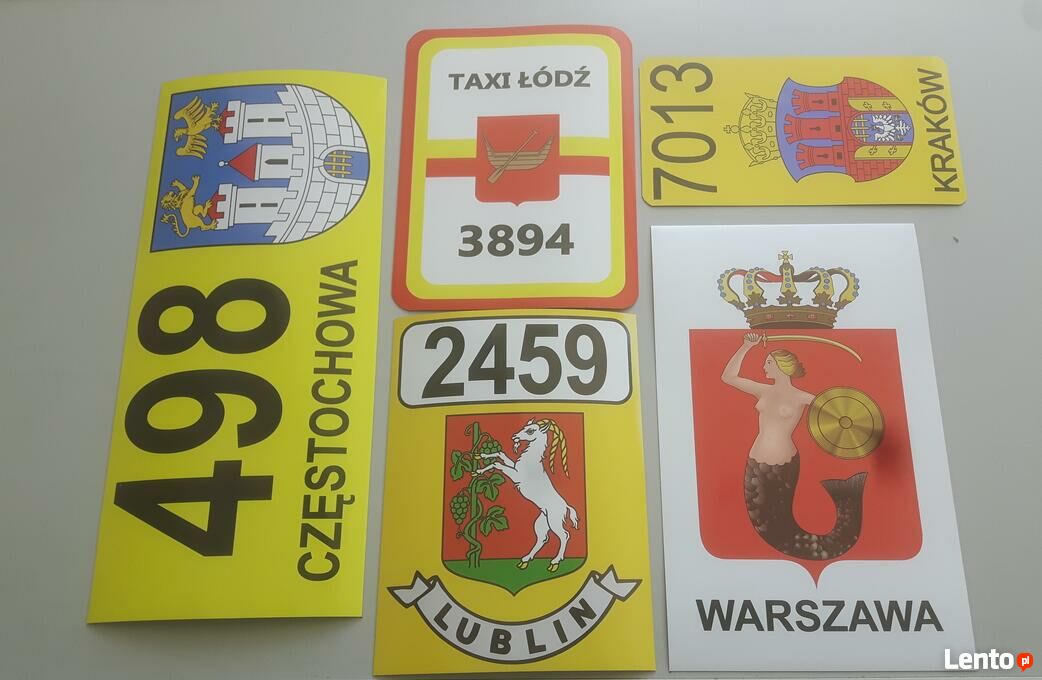 498
CZĘSTOCHOWA
TAXI ŁÓDŹ
3894
7013
KRAKÓW
2459
LUBLIN
WARSZAWA
Lento pl